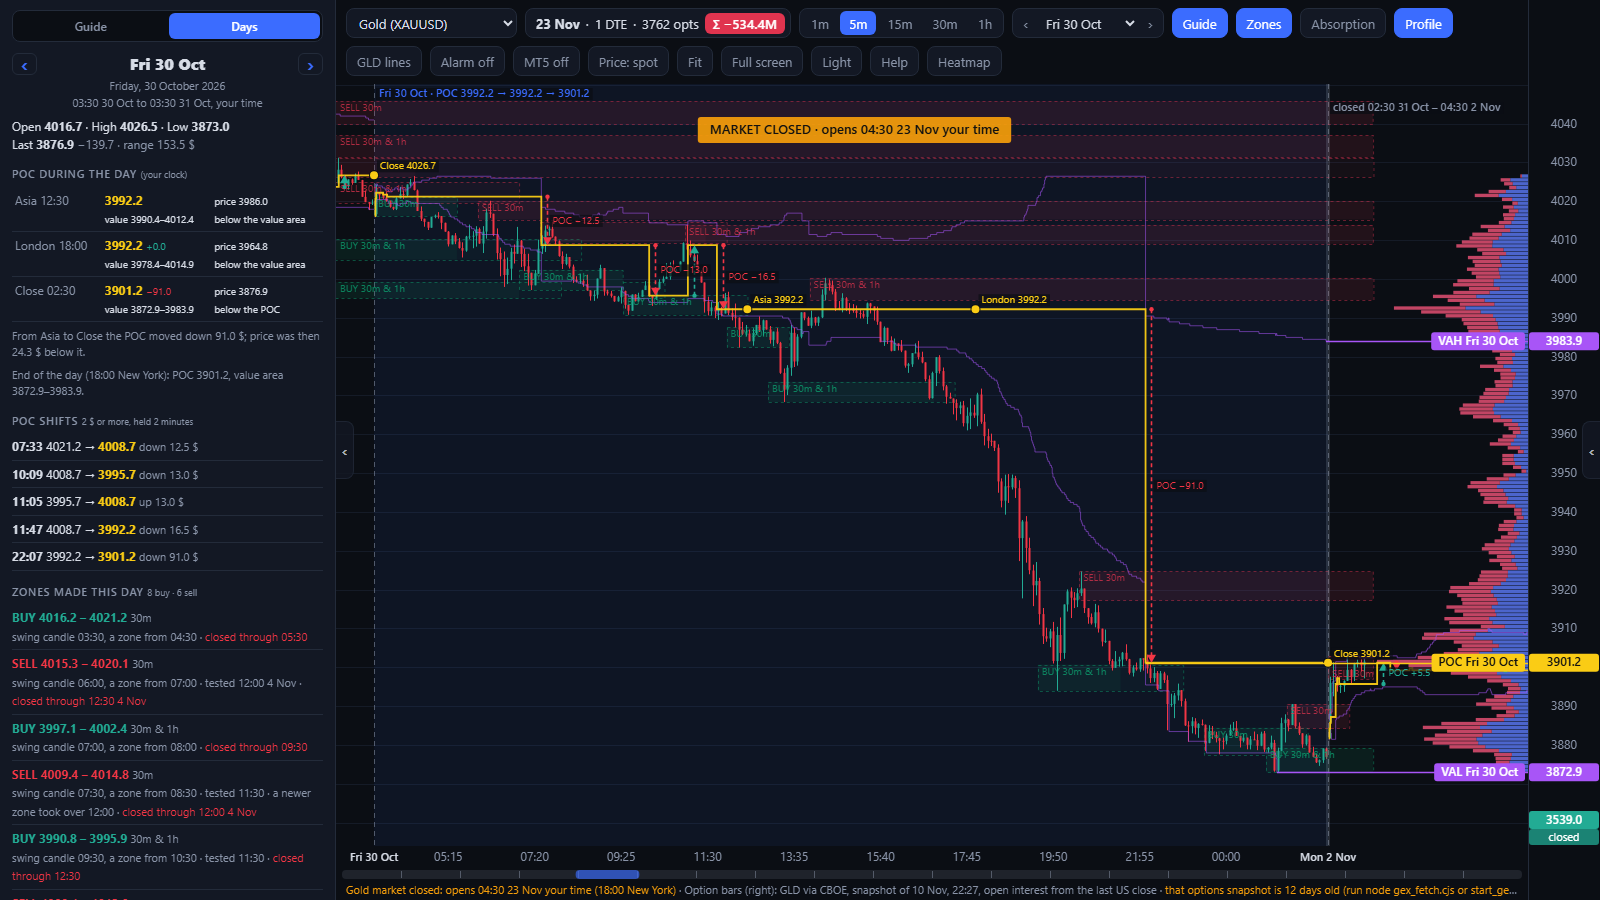 Guide
Days
‹
Fri 30 Oct
›
Friday, 30 October 2026
03:30 30 Oct to 03:30 31 Oct, your time
Open 4016.7 · High 4026.5 · Low 3873.0
Last 3876.9 −139.7 · range 153.5 $
POC DURING THE DAY (your clock)
Asia 12:30 3992.2 price 3986.0
value 3990.4–4012.4 below the value area
London 18:00 3992.2 +0.0 price 3964.8
value 3978.4–4014.9 below the value area
Close 02:30 3901.2 −91.0 price 3876.9
value 3872.9–3983.9 below the POC
From Asia to Close the POC moved down 91.0 $; price was then
24.3 $ below it.
End of the day (18:00 New York): POC 3901.2, value area
3872.9–3983.9.
POC SHIFTS 2 $ or more, held 2 minutes
07:33 4021.2 → 4008.7 down 12.5 $
10:09 4008.7 → 3995.7 down 13.0 $
11:05 3995.7 → 4008.7 up 13.0 $
11:47 4008.7 → 3992.2 down 16.5 $
22:07 3992.2 → 3901.2 down 91.0 $
ZONES MADE THIS DAY 8 buy · 6 sell
BUY 4016.2 – 4021.2 30m
swing candle 03:30, a zone from 04:30 · closed through 05:30
SELL 4015.3 – 4020.1 30m
swing candle 06:00, a zone from 07:00 · tested 12:00 4 Nov ·
closed through 12:30 4 Nov
BUY 3997.1 – 4002.4 30m & 1h
swing candle 07:00, a zone from 08:00 · closed through 09:30
SELL 4009.4 – 4014.8 30m
swing candle 07:30, a zone from 08:30 · tested 11:30 · a newer
zone took over 12:00 · closed through 12:00 4 Nov
BUY 3990.8 – 3995.9 30m & 1h
swing candle 09:30, a zone from 10:30 · tested 11:30 · closed
through 12:30
Gold (XAUUSD)
23 Nov · 1 DTE · 3762 opts Σ −534.4M
1m 5m 15m 30m 1h
‹ Fri 30 Oct ›
Guide
Zones
Absorption
Profile
GLD lines
Alarm off
MT5 off
Price: spot
Fit
Full screen
Light
Help
Heatmap
Fri 30 Oct · POC 3992.2 → 3992.2 → 3901.2
closed 02:30 31 Oct – 04:30 2 Nov
MARKET CLOSED · opens 04:30 23 Nov your time
SELL 30m
SELL 30m & 1h
Close 4026.7
SELL 30m
POC −12.5
SELL 30m & 1h
BUY 30m & 1h
POC −13.0
POC −16.5
BUY 30m & 1h
SELL 30m & 1h
BUY 30m & 1h
Asia 3992.2
London 3992.2
BUY 30m & 1h
POC −91.0
SELL 30m
BUY 30m & 1h
Close 3901.2
POC +5.5
SELL 30m
BUY 30m & 1h
4040
4030
4020
4010
4000
3990
VAH Fri 30 Oct 3983.9
3980
3970
3960
3950
3940
3930
3920
3910
POC Fri 30 Oct 3901.2
3890
3880
VAL Fri 30 Oct 3872.9
3539.0
closed
‹
‹
Fri 30 Oct 05:15 07:20 09:25 11:30 13:35 15:40 17:45 19:50 21:55 00:00 Mon 2 Nov
Gold market closed: opens 04:30 23 Nov your time (18:00 New York) · Option bars (right): GLD via CBOE, snapshot of 10 Nov, 22:27, open interest from the last US close · that options snapshot is 12 days old (run node gex_fetch.cjs or start_ge...